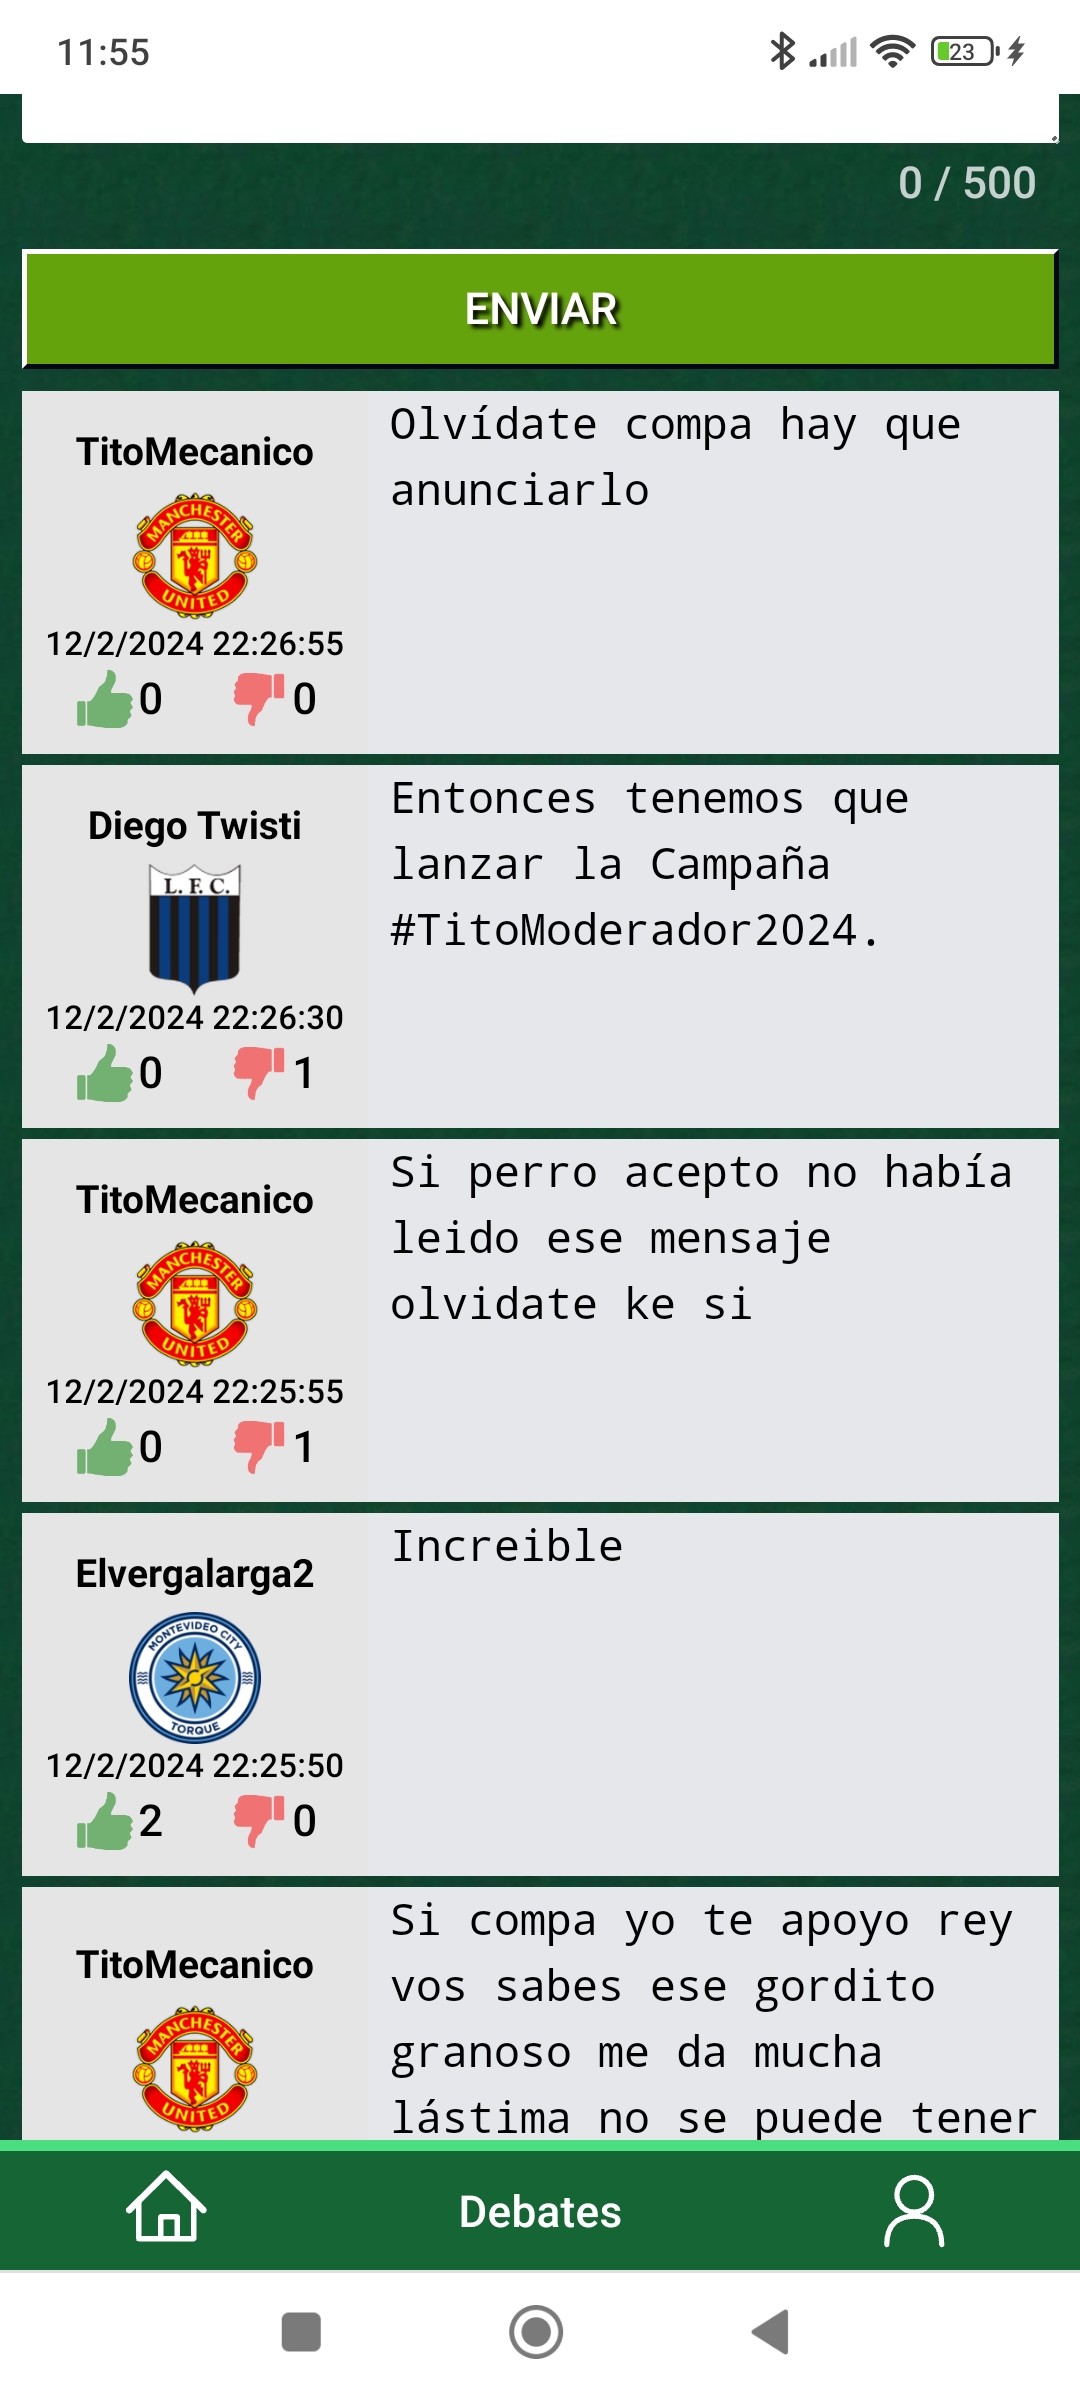 11:55
23
0 / 500
ENVIAR
TitoMecanico
MANCHESTER
UNITED
12/2/2024 22:26:55
0 0
Olvídate compa hay que
anunciarlo
Diego Twisti
L. F. C.
12/2/2024 22:26:30
0 1
Entonces tenemos que
lanzar la Campaña
#TitoModerador2024.
TitoMecanico
MANCHESTER
UNITED
12/2/2024 22:25:55
0 1
Si perro acepto no había
leido ese mensaje
olvidate ke si
Elvergalarga2
MONTEVIDEO CITY
TORQUE
12/2/2024 22:25:50
2 0
Increible
TitoMecanico
MANCHESTER
UNITED
Si compa yo te apoyo rey
vos sabes ese gordito
granoso me da mucha
lástima no se puede tener
Debates